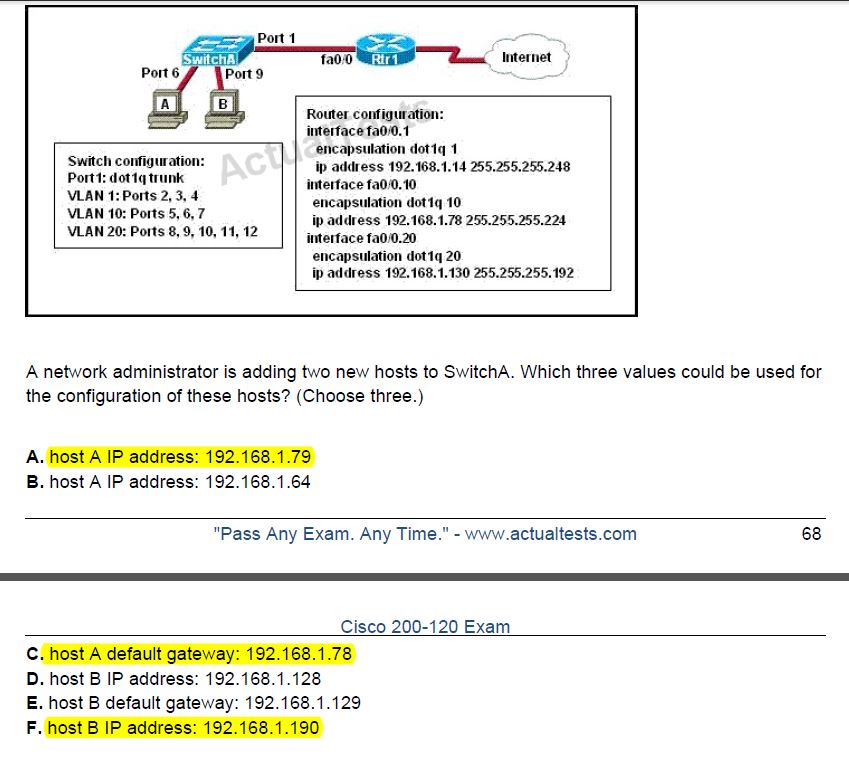 Port 1
SwitchA
fa0/0
Rtr1
Internet
Port 6
Port 9
A
B
ActualTests
Switch configuration:
Port1: dot1q trunk
VLAN 1: Ports 2, 3, 4
VLAN 10: Ports 5, 6, 7
VLAN 20: Ports 8, 9, 10, 11, 12
Router configuration:
interface fa0/0.1
encapsulation dot1q 1
ip address 192.168.1.14 255.255.255.248
interface fa0/0.10
encapsulation dot1q 10
ip address 192.168.1.78 255.255.255.224
interface fa0/0.20
encapsulation dot1q 20
ip address 192.168.1.130 255.255.255.192
A network administrator is adding two new hosts to SwitchA. Which three values could be used for
the configuration of these hosts? (Choose three.)
A. host A IP address: 192.168.1.79
B. host A IP address: 192.168.1.64
"Pass Any Exam. Any Time." - www.actualtests.com 68
Cisco 200-120 Exam
C. host A default gateway: 192.168.1.78
D. host B IP address: 192.168.1.128
E. host B default gateway: 192.168.1.129
F. host B IP address: 192.168.1.190